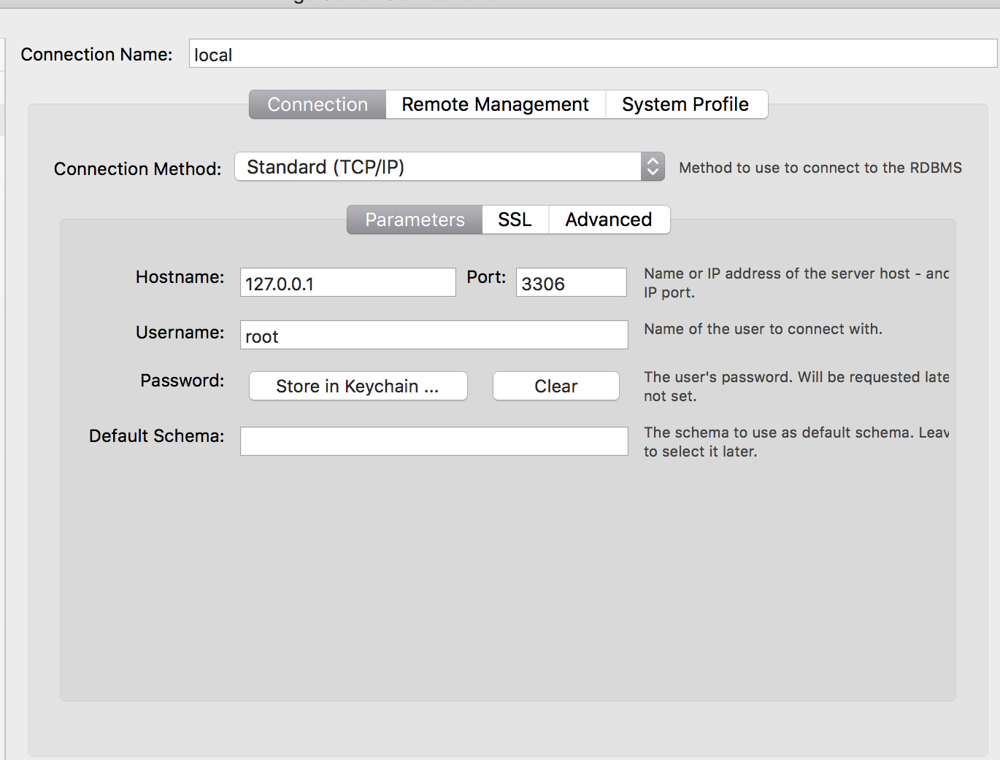 Connection Name: local
Connection Remote Management System Profile
Connection Method: Standard (TCP/IP) Method to use to connect to the RDBMS
Parameters SSL Advanced
Hostname: 127.0.0.1 Port: 3306 Name or IP address of the server host - and
IP port.
Username: root Name of the user to connect with.
Password: Store in Keychain ... Clear The user's password. Will be requested late
not set.
Default Schema: The schema to use as default schema. Leav
to select it later.